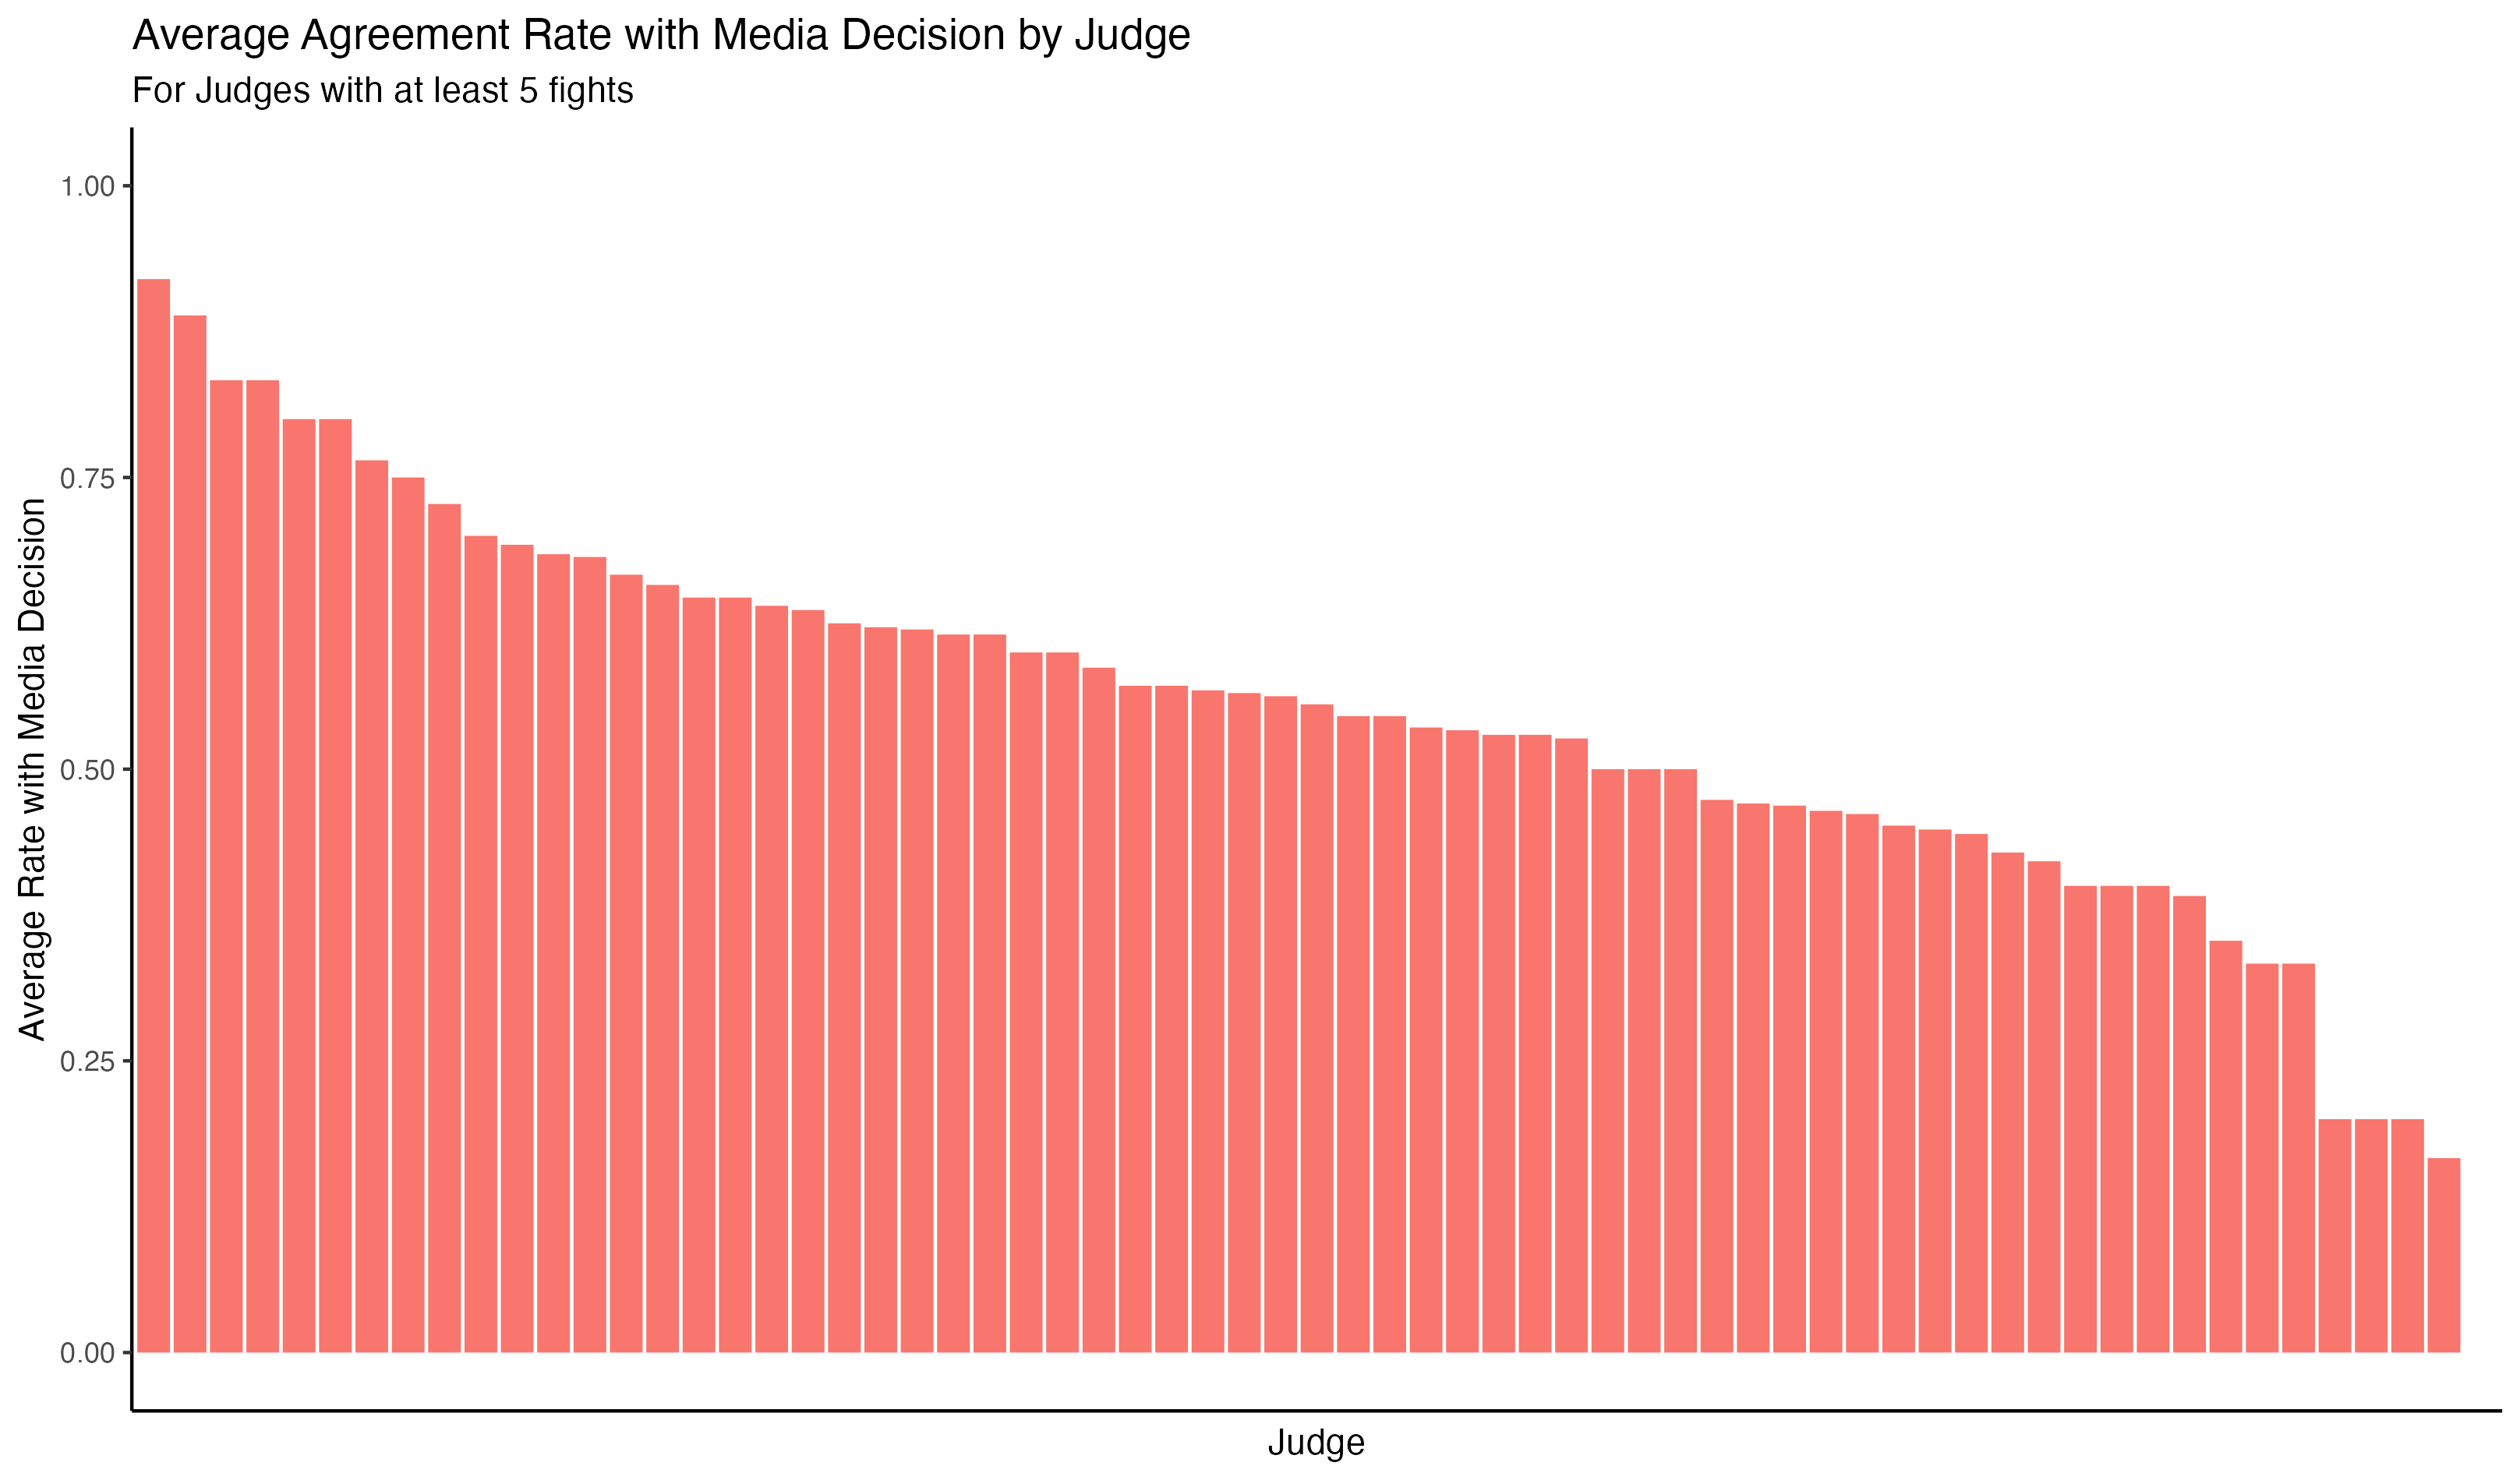 Average Agreement Rate with Media Decision by Judge
For Judges with at least 5 fights
Average Rate with Media Decision
1.00
0.75
0.50
0.25
0.00
Judge